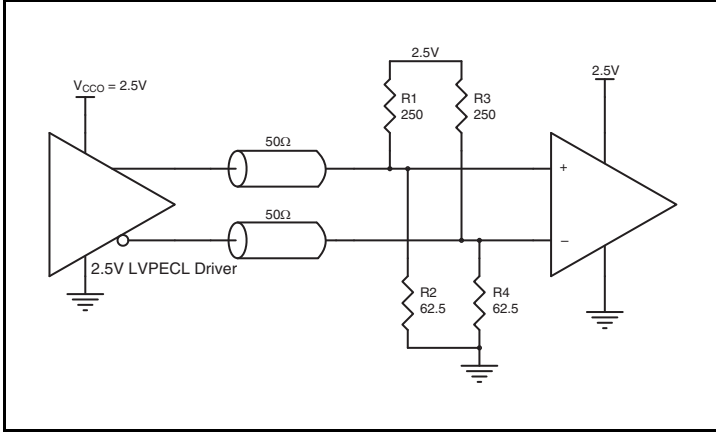 2.5V
V_CCO = 2.5V
2.5V
R1
250
R3
250
50Ω
+
50Ω
–
2.5V LVPECL Driver
R2
62.5
R4
62.5